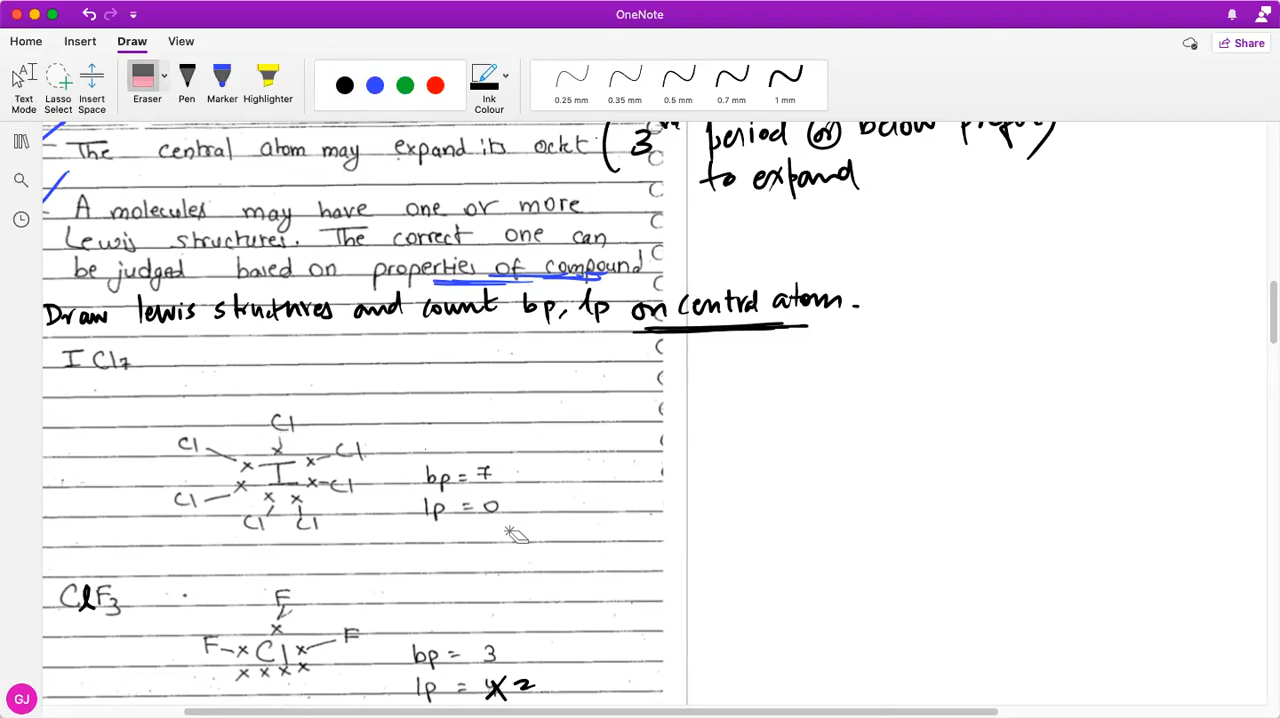 OneNote
Home Insert Draw View
Share
Text Mode
Lasso Select
Insert Space
Eraser
Pen
Marker
Highlighter
Ink Colour
0.25 mm
0.35 mm
0.5 mm
0.7 mm
1 mm
The central atom may expand its octet ( 3rd period (or) below
to expand
A molecules may have one or more
Lewis structures. The correct one can
be judged based on properties of compound
Draw lewis structures and count bp, lp on central atom.
I Cl7
Cl
Cl Cl
I
Cl Cl
Cl Cl
bp = 7
lp = 0
ClF3
F
F Cl F
bp = 3
lp = 2
GJ